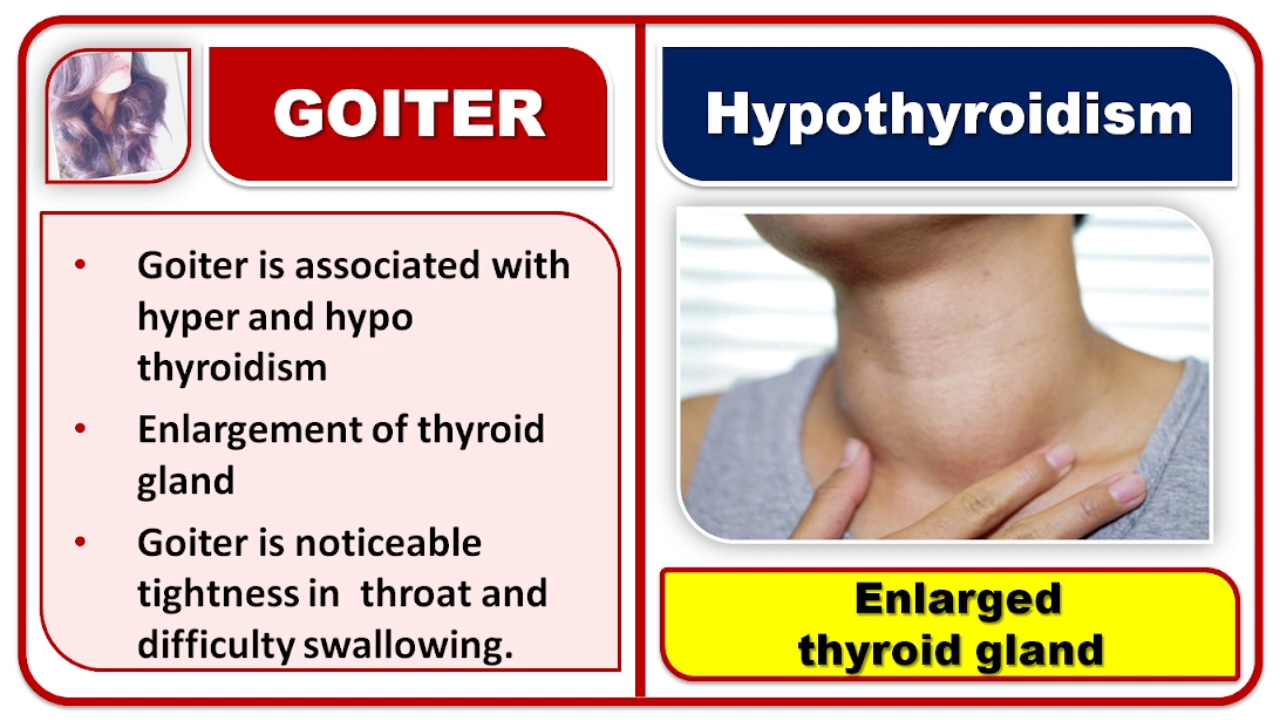 GOITER
• Goiter is associated with
hyper and hypo
thyroidism
• Enlargement of thyroid
gland
• Goiter is noticeable
tightness in  throat and
difficulty swallowing.
Hypothyroidism
Enlarged
thyroid gland